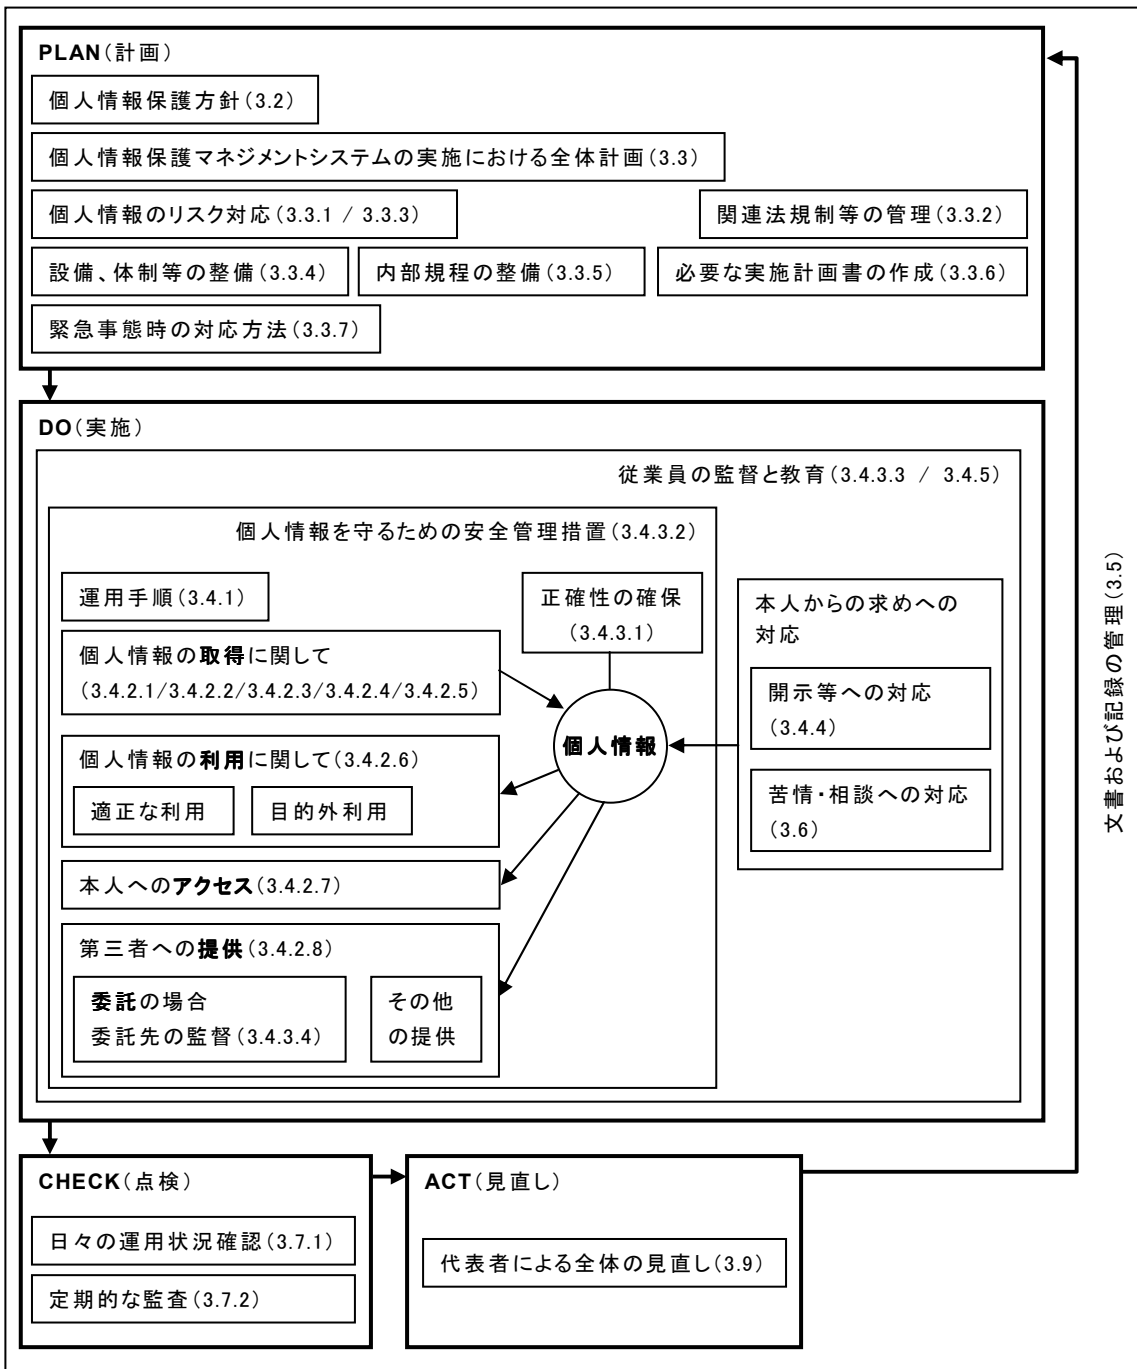 PLAN(計画)
個人情報保護方針(3.2)
個人情報保護マネジメントシステムの実施における全体計画(3.3)
個人情報のリスク対応(3.3.1 / 3.3.3)
関連法規制等の管理(3.3.2)
設備、体制等の整備(3.3.4)
内部規程の整備(3.3.5)
必要な実施計画書の作成(3.3.6)
緊急事態時の対応方法(3.3.7)
DO(実施)
従業員の監督と教育(3.4.3.3 / 3.4.5)
個人情報を守るための安全管理措置(3.4.3.2)
運用手順(3.4.1)
正確性の確保
(3.4.3.1)
個人情報の取得に関して
(3.4.2.1/3.4.2.2/3.4.2.3/3.4.2.4/3.4.2.5)
個人情報
個人情報の利用に関して(3.4.2.6)
適正な利用
目的外利用
本人へのアクセス(3.4.2.7)
第三者への提供(3.4.2.8)
委託の場合
委託先の監督(3.4.3.4)
その他
の提供
本人からの求めへの
対応
開示等への対応
(3.4.4)
苦情・相談への対応
(3.6)
CHECK(点検)
日々の運用状況確認(3.7.1)
定期的な監査(3.7.2)
ACT(見直し)
代表者による全体の見直し(3.9)
文書および記録の管理(3.5)